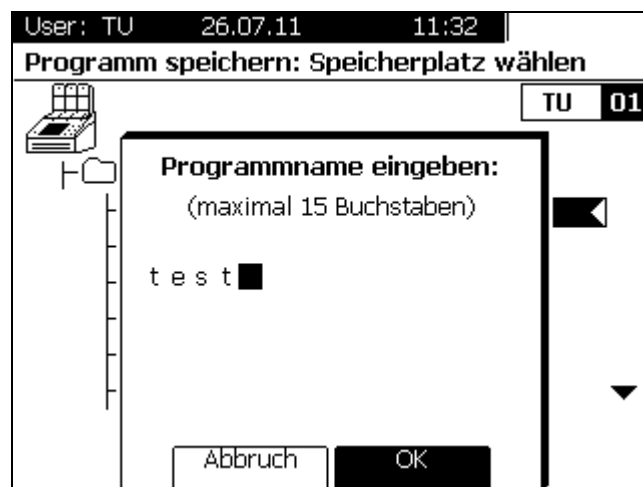 User: TU 26.07.11 11:32
Programm speichern: Speicherplatz wählen
TU 01
Programmname eingeben:
(maximal 15 Buchstaben)
test
Abbruch OK